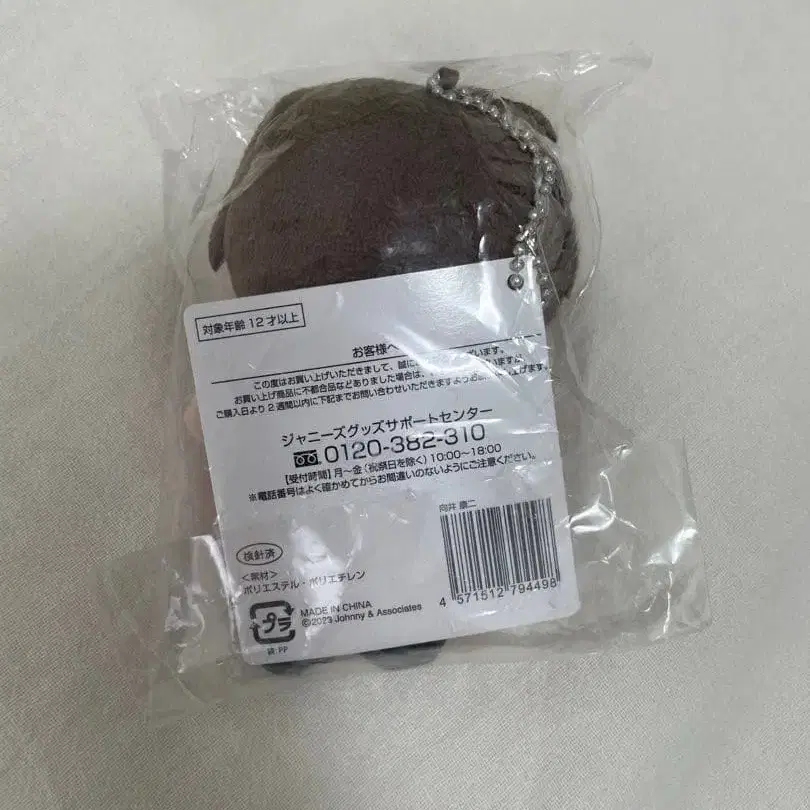 対象年齢12才以上
お客様へ
この度はお買い上げいただきまして、誠に
お買い上げ商品に不都合品などありました場合は、
ご購入日より2週間以内に下記までお問い合わせいただきますようお
ジャニーズグッズサポートセンター
0120-382-310
【受付時間】月〜金(祝祭日を除く)10:00〜18:00
※電話番号はよく確かめてからお間違いのないようにご注意ください。
向井 康二
4 571512 794498
検針済
<素材>
ポリエステル・ポリエチレン
プラ
袋:PP
MADE IN CHINA
©2023 Johnny & Associates